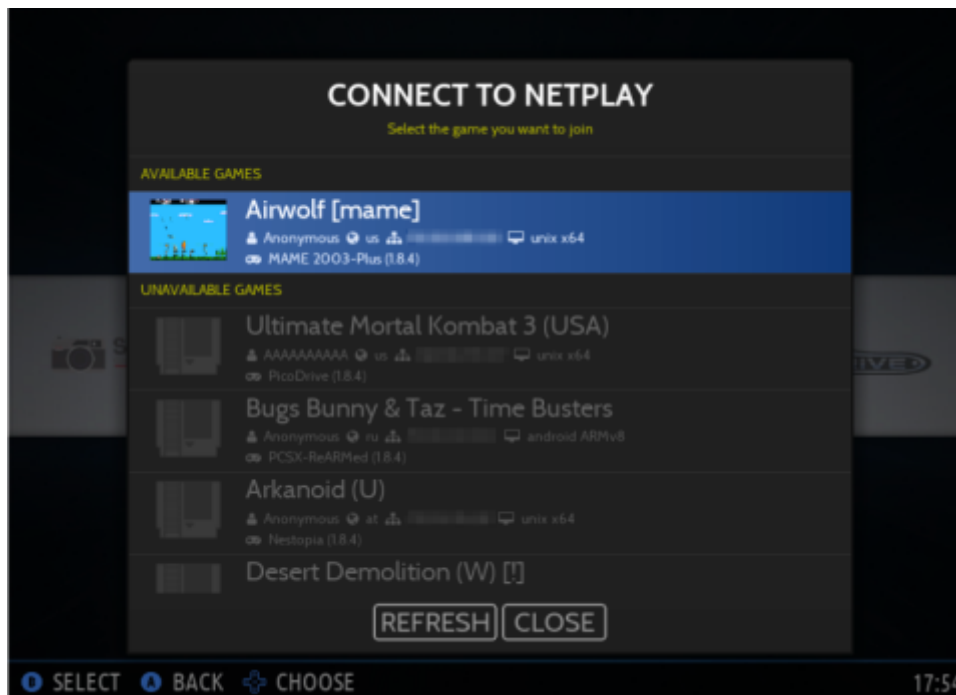 CONNECT TO NETPLAY
Select the game you want to join
AVAILABLE GAMES
Airwolf [mame]
Anonymous us unix x64
MAME 2003-Plus (1.8.4)
UNAVAILABLE GAMES
Ultimate Mortal Kombat 3 (USA)
AAAAAAAAAA us unix x64
PicoDrive (1.8.4)
Bugs Bunny & Taz - Time Busters
Anonymous ru android ARMv8
PCSX-ReARMed (1.8.4)
Arkanoid (U)
Anonymous at unix x64
Nestopia (1.8.4)
Desert Demolition (W) [!]
REFRESH CLOSE
B SELECT A BACK CHOOSE 17:54